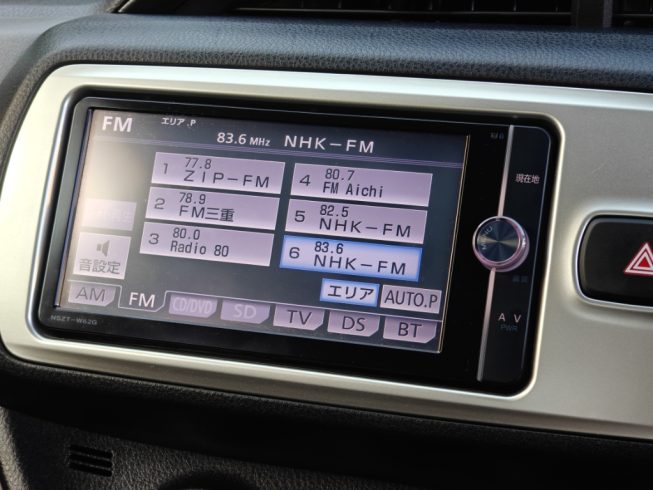 FM エリア.P
83.6 MHz NHK-FM
1 77.8 ZIP-FM
2 78.9 FM三重
3 80.0 Radio 80
4 80.7 FM Aichi
5 82.5 NHK-FM
6 83.6 NHK-FM
音設定
エリア AUTO.P
AM FM CD/DVD SD TV DS BT
NSZT-W62G
現在地
画質
∧ ∨
PWR